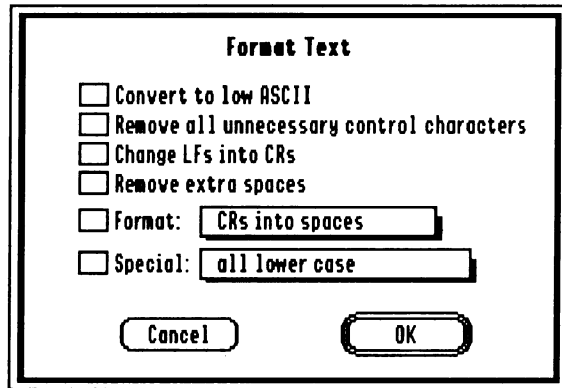 Format Text
Convert to low ASCII
Remove all unnecessary control characters
Change LFs into CRs
Remove extra spaces
Format: CRs into spaces
Special: all lower case
Cancel OK